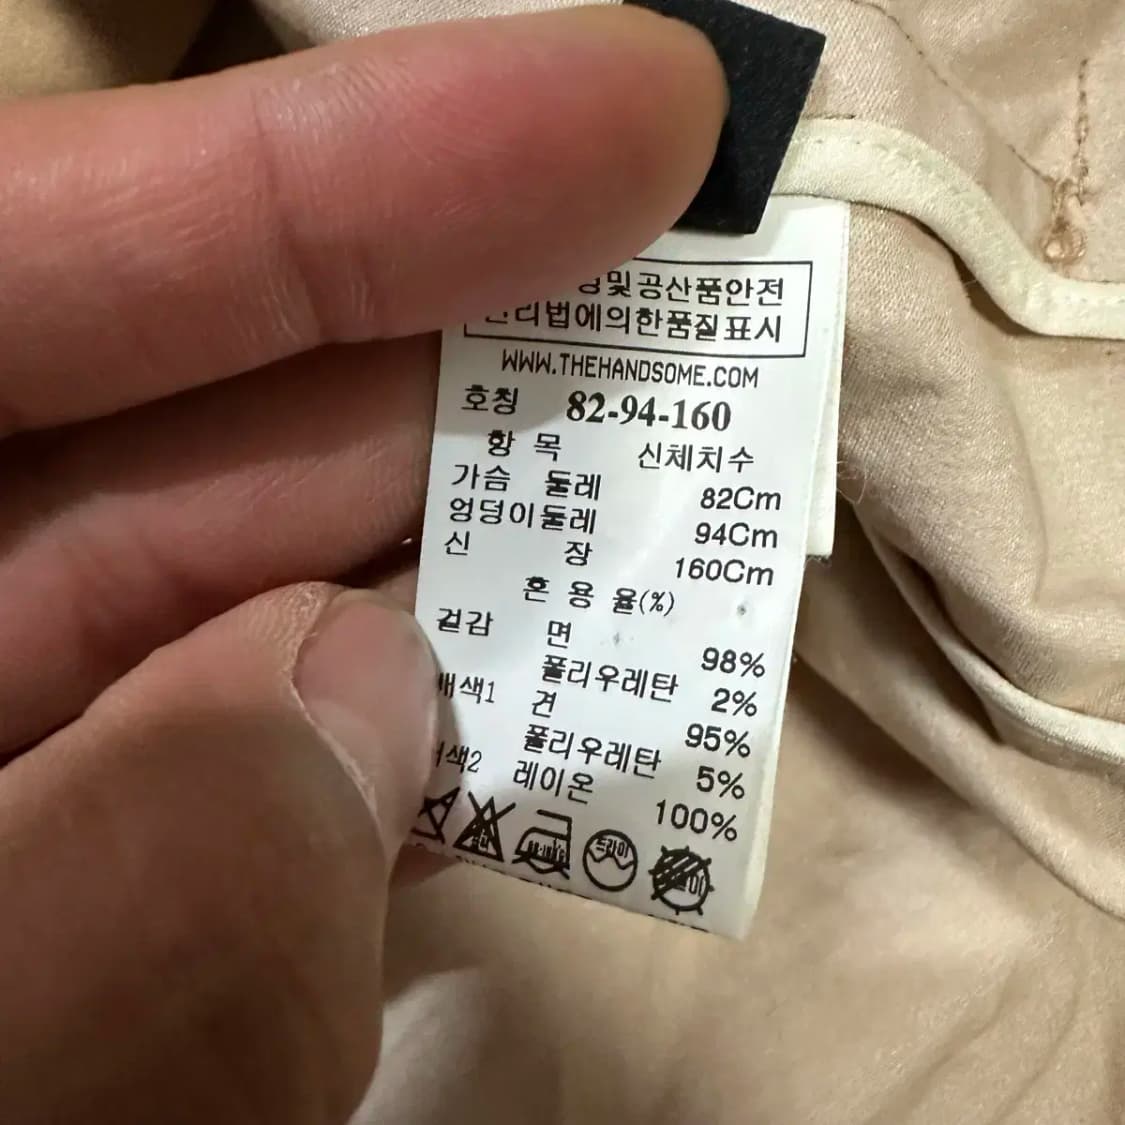 및공산품안전
리법에의한품질표시
WWW.THEHANDSOME.COM
호칭 82-94-160
항 목 신체치수
가슴 둘레 82Cm
엉덩이둘레 94Cm
신 장 160Cm
혼 용 율(%)
겉감 면 98%
폴리우레탄 2%
배색1 견 95%
폴리우레탄 5%
색2 레이온 100%
드라이